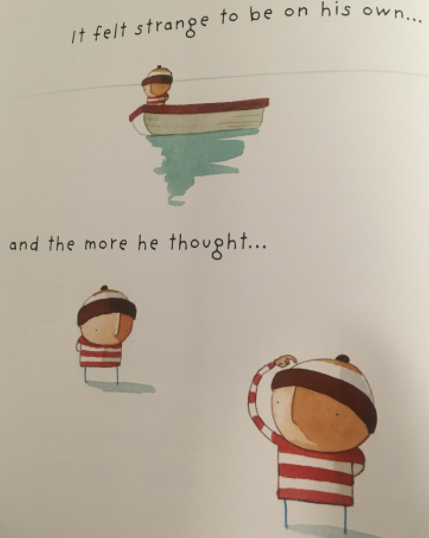 It felt strange to be on his own...
and the more he thought...